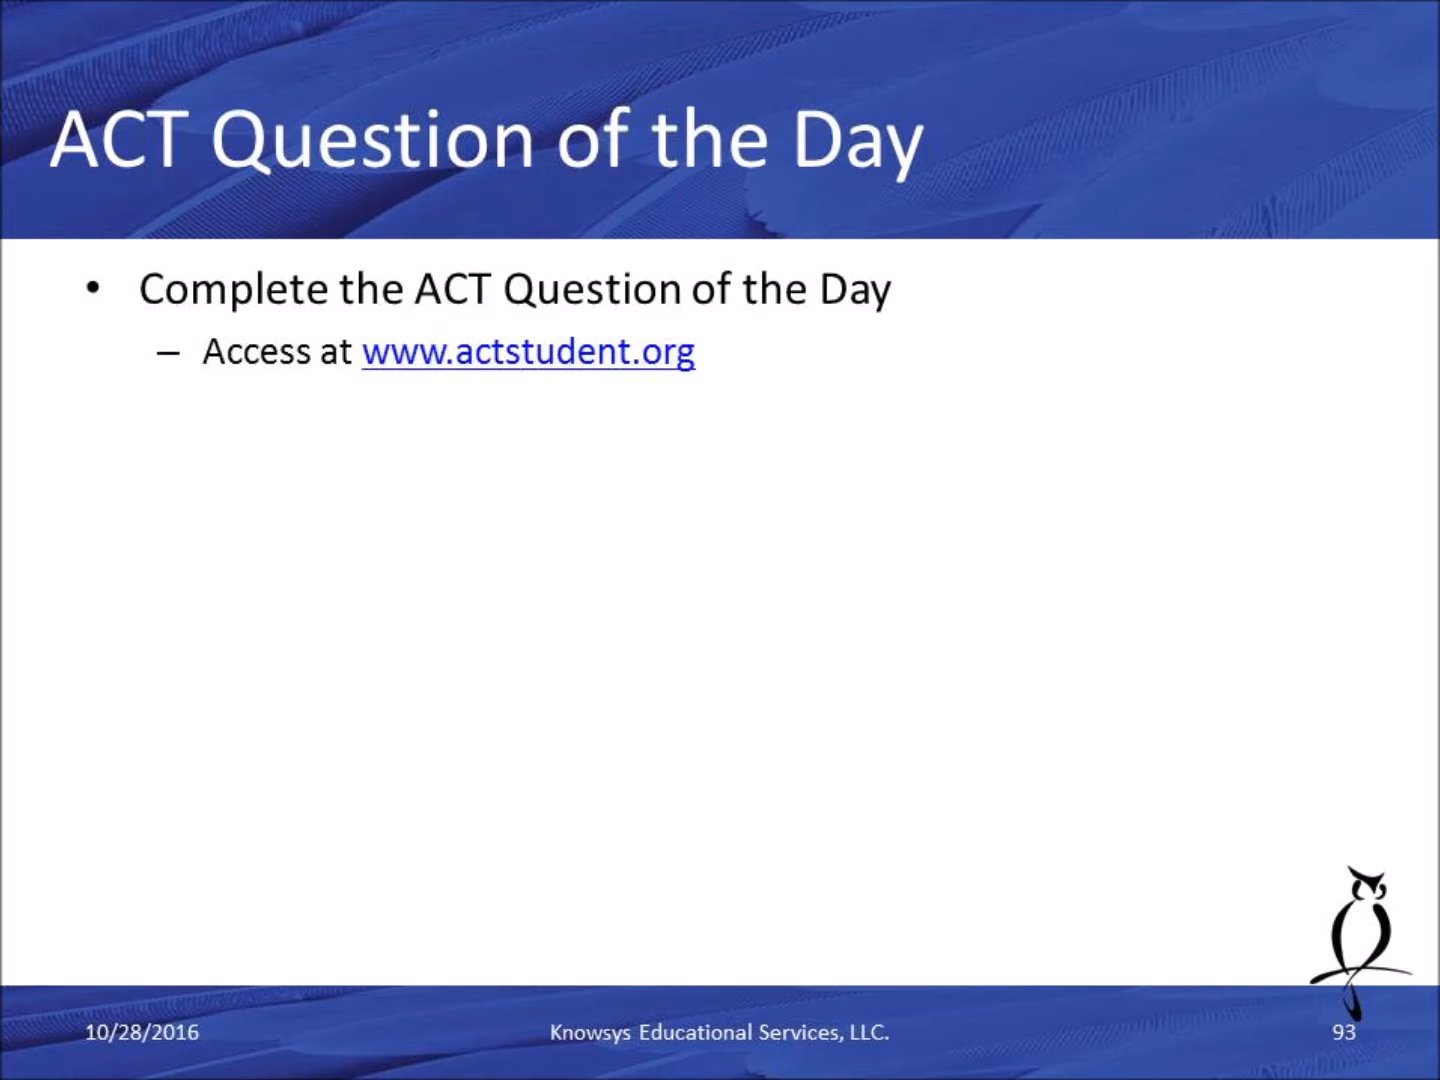 ACT Question of the Day
• Complete the ACT Question of the Day
– Access at www.actstudent.org
10/28/2016
Knowsys Educational Services, LLC.
93